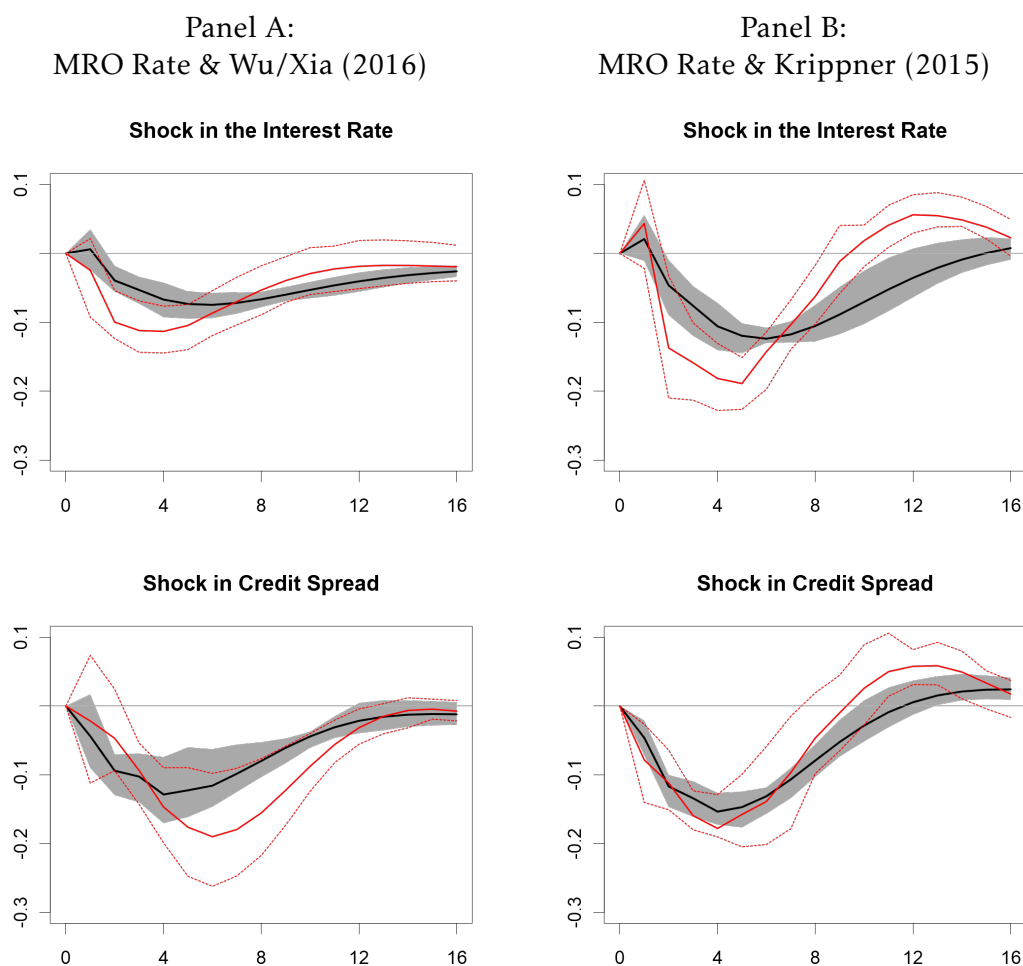 Panel A:
MRO Rate & Wu/Xia (2016)
Panel B:
MRO Rate & Krippner (2015)
Shock in the Interest Rate
0.1
-0.1
-0.2
-0.3
0 4 8 12 16
Shock in the Interest Rate
0.1
-0.1
-0.2
-0.3
0 4 8 12 16
Shock in Credit Spread
0.1
-0.1
-0.2
-0.3
0 4 8 12 16
Shock in Credit Spread
0.1
-0.1
-0.2
-0.3
0 4 8 12 16